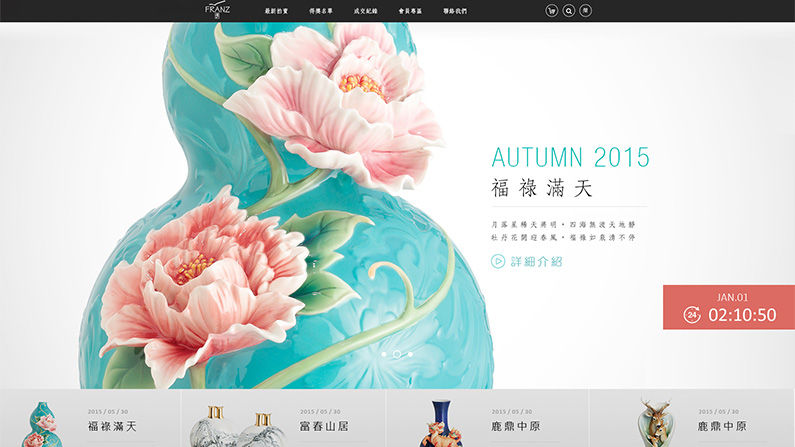 FRANZ
最新拍賣 得獎名單 成交紀錄 會員專區 聯絡我們 簡
AUTUMN 2015
福祿滿天
月落星稀天將明・四海無波天地靜
牡丹花開迎春風・福祿如泉湧不停
詳細介紹
JAN.01
24 02:10:50
2015 / 05 / 30
福祿滿天
2015 / 05 / 30
富春山居
2015 / 05 / 30
鹿鼎中原
2015 / 05 / 30
鹿鼎中原